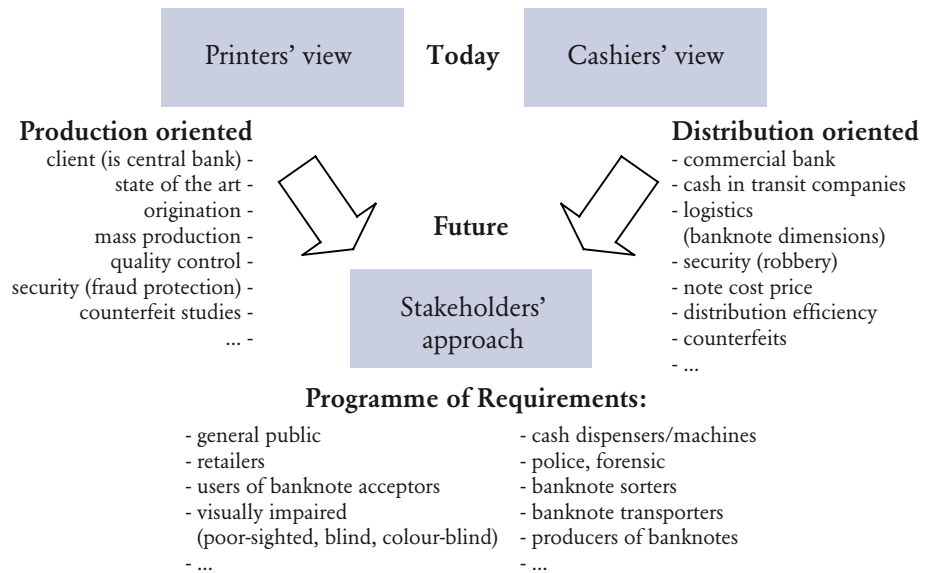 Printers’ view
Today
Cashiers’ view
Production oriented
client (is central bank) -
state of the art -
origination -
mass production -
quality control -
security (fraud protection) -
counterfeit studies -
... -
Distribution oriented
- commercial bank
- cash in transit companies
- logistics
(banknote dimensions)
- security (robbery)
- note cost price
- distribution efficiency
- counterfeits
- ...
Future
Stakeholders’
approach
Programme of Requirements:
- general public
- retailers
- users of banknote acceptors
- visually impaired
(poor-sighted, blind, colour-blind)
- ...
- cash dispensers/machines
- police, forensic
- banknote sorters
- banknote transporters
- producers of banknotes
- ...